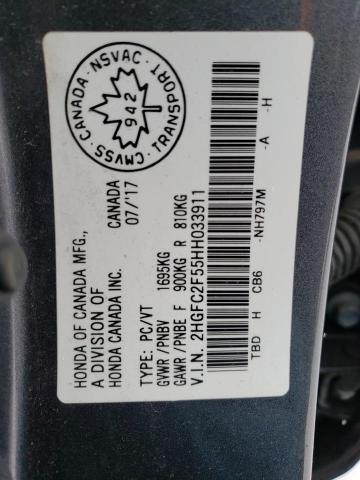 HONDA OF CANADA MFG., CANADA
A DIVISION OF 07/'17
HONDA CANADA INC.
TYPE: PC/VT
GVWR/PNBV 1695KG
GAWR/PNBE F 900KG R 810KG
V.I.N. 2HGFC2F55HH033911
TBD H CB6 -NH797M -A -H
CANADA · NSVAC · TRANSPORT · CMVSS ·
942